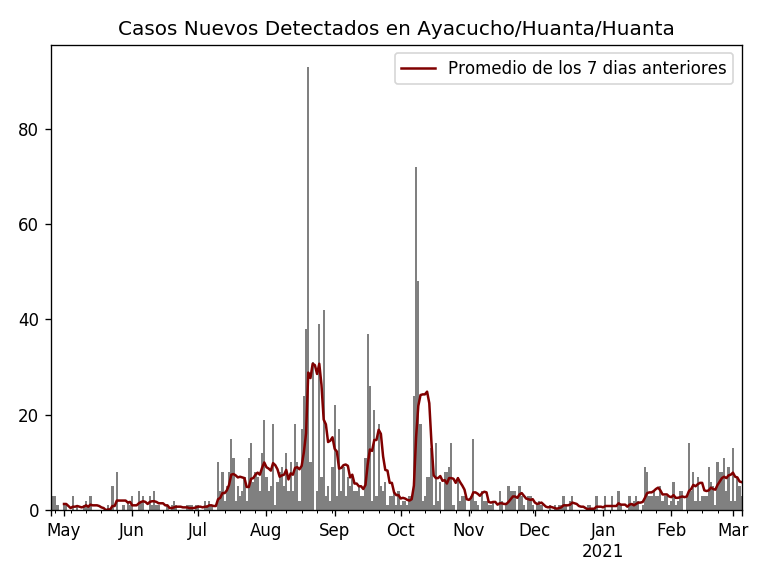 Casos Nuevos Detectados en Ayacucho/Huanta/Huanta
Promedio de los 7 dias anteriores
80
60
40
20
0
May Jun Jul Aug Sep Oct Nov Dec Jan Feb Mar
2021